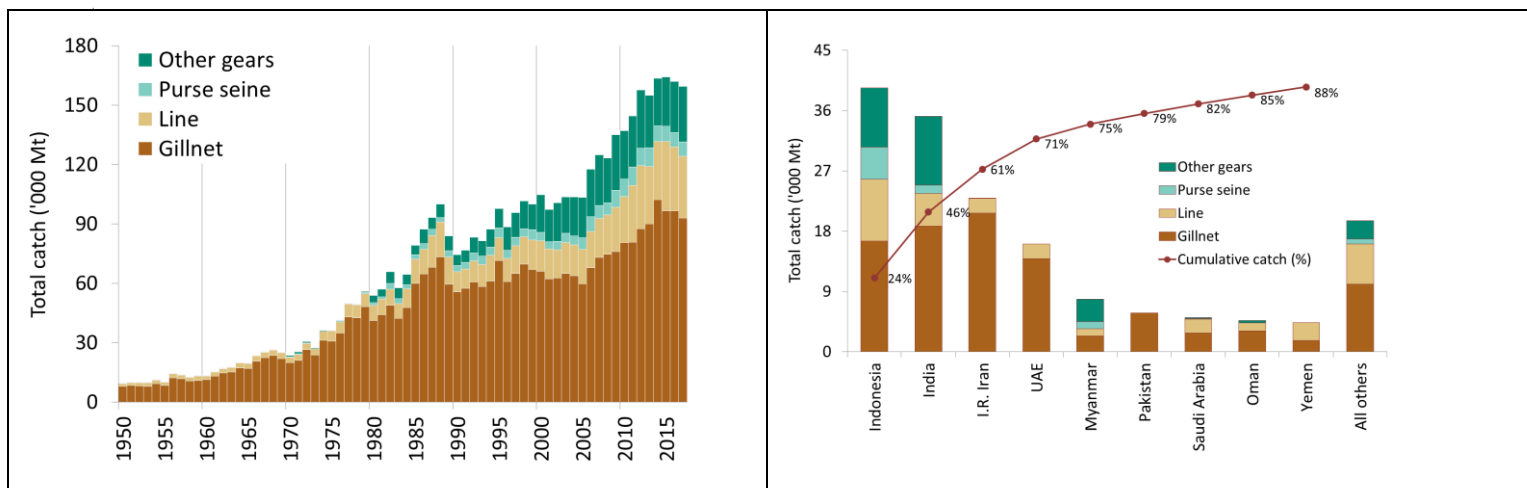 Total catch ('000 Mt)
180
150
120
90
60
30
0
Other gears
Purse seine
Line
Gillnet
1950
1955
1960
1965
1970
1975
1980
1985
1990
1995
2000
2005
2010
2015
Total catch ('000 Mt)
45
36
27
18
9
0
24%
46%
61%
71%
75%
79%
82%
85%
88%
Other gears
Purse seine
Line
Gillnet
Cumulative catch (%)
Indonesia
India
I.R. Iran
UAE
Myanmar
Pakistan
Saudi Arabia
Oman
Yemen
All others